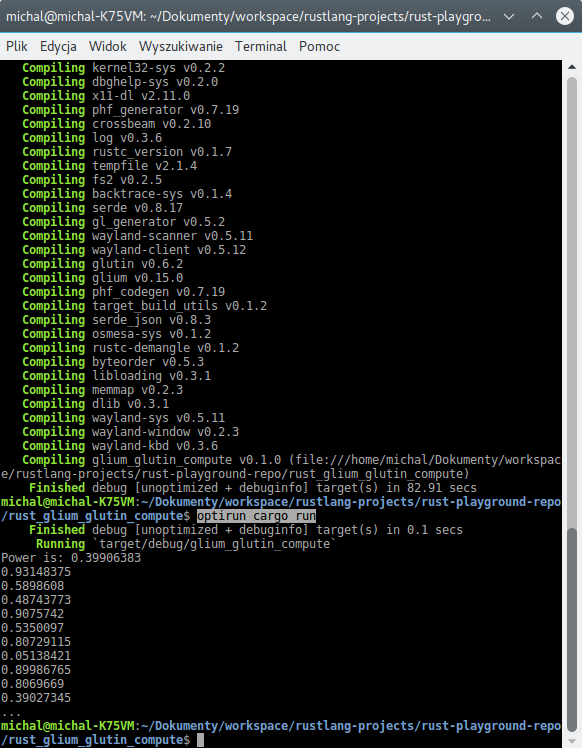 michal@michal-K75VM: ~/Dokumenty/workspace/rustlang-projects/rust-playgro...
Plik Edycja Widok Wyszukiwanie Terminal Pomoc
Compiling kernel32-sys v0.2.2
Compiling dbghelp-sys v0.2.0
Compiling x11-dl v2.11.0
Compiling phf_generator v0.7.19
Compiling crossbeam v0.2.10
Compiling log v0.3.6
Compiling rustc_version v0.1.7
Compiling tempfile v2.1.4
Compiling fs2 v0.2.5
Compiling backtrace-sys v0.1.4
Compiling serde v0.8.17
Compiling gl_generator v0.5.2
Compiling wayland-scanner v0.5.11
Compiling wayland-client v0.5.12
Compiling glutin v0.6.2
Compiling glium v0.15.0
Compiling phf_codegen v0.7.19
Compiling target_build_utils v0.1.2
Compiling serde_json v0.8.3
Compiling osmesa-sys v0.1.2
Compiling rustc-demangle v0.1.2
Compiling byteorder v0.5.3
Compiling libloading v0.3.1
Compiling memmap v0.2.3
Compiling dlib v0.3.1
Compiling wayland-sys v0.5.11
Compiling wayland-window v0.2.3
Compiling wayland-kbd v0.3.6
Compiling glium_glutin_compute v0.1.0 (file:///home/michal/Dokumenty/workspac
e/rustlang-projects/rust-playground-repo/rust_glium_glutin_compute)
Finished debug [unoptimized + debuginfo] target(s) in 82.91 secs
michal@michal-K75VM:~/Dokumenty/workspace/rustlang-projects/rust-playground-repo
/rust_glium_glutin_compute$ optirun cargo run
Finished debug [unoptimized + debuginfo] target(s) in 0.1 secs
Running `target/debug/glium_glutin_compute`
Power is: 0.39906383
0.93148375
0.5898608
0.48743773
0.9075742
0.5350097
0.80729115
0.05138421
0.89986765
0.8069669
0.39027345
...
michal@michal-K75VM:~/Dokumenty/workspace/rustlang-projects/rust-playground-repo
/rust_glium_glutin_compute$